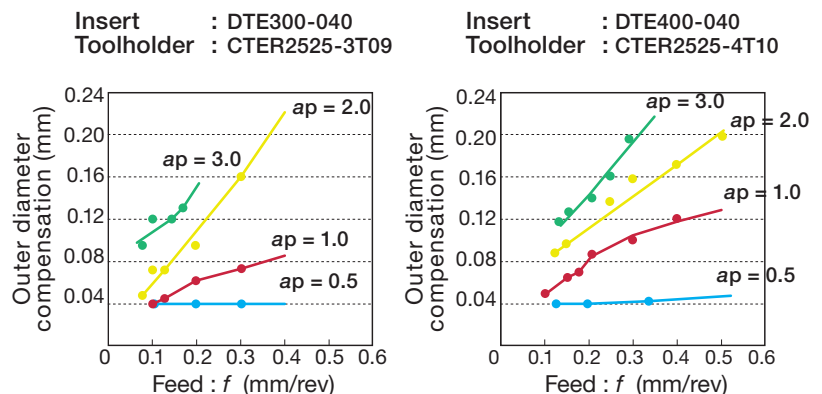 Insert : DTE300-040
Toolholder : CTER2525-3T09
Outer diameter
compensation (mm)
0.24
0.20
0.16
0.12
0.08
0.04
ap = 2.0
ap = 3.0
ap = 1.0
ap = 0.5
0 0.1 0.2 0.3 0.4 0.5 0.6
Feed : f (mm/rev)
Insert : DTE400-040
Toolholder : CTER2525-4T10
Outer diameter
compensation (mm)
0.24
0.20
0.16
0.12
0.08
0.04
ap = 3.0
ap = 2.0
ap = 1.0
ap = 0.5
0 0.1 0.2 0.3 0.4 0.5 0.6
Feed : f (mm/rev)